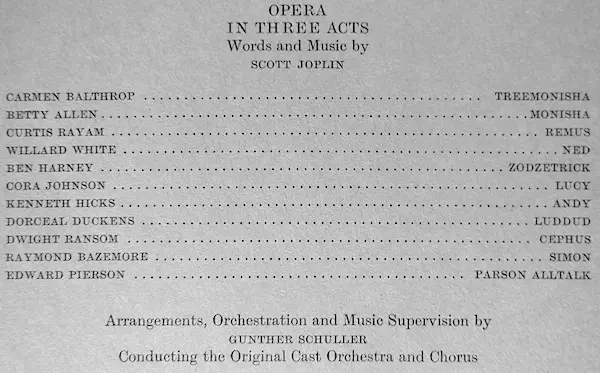 OPERA
IN THREE ACTS
Words and Music by
SCOTT JOPLIN
CARMEN BALTHROP ........................................ TREEMONISHA
BETTY ALLEN ........................................ MONISHA
CURTIS RAYAM ........................................ REMUS
WILLARD WHITE ........................................ NED
BEN HARNEY ........................................ ZODZETRICK
CORA JOHNSON ........................................ LUCY
KENNETH HICKS ........................................ ANDY
DORCEAL DUCKENS ........................................ LUDDUD
DWIGHT RANSOM ........................................ CEPHUS
RAYMOND BAZEMORE ........................................ SIMON
EDWARD PIERSON ........................................ PARSON ALLTALK
Arrangements, Orchestration and Music Supervision by
GUNTHER SCHULLER
Conducting the Original Cast Orchestra and Chorus